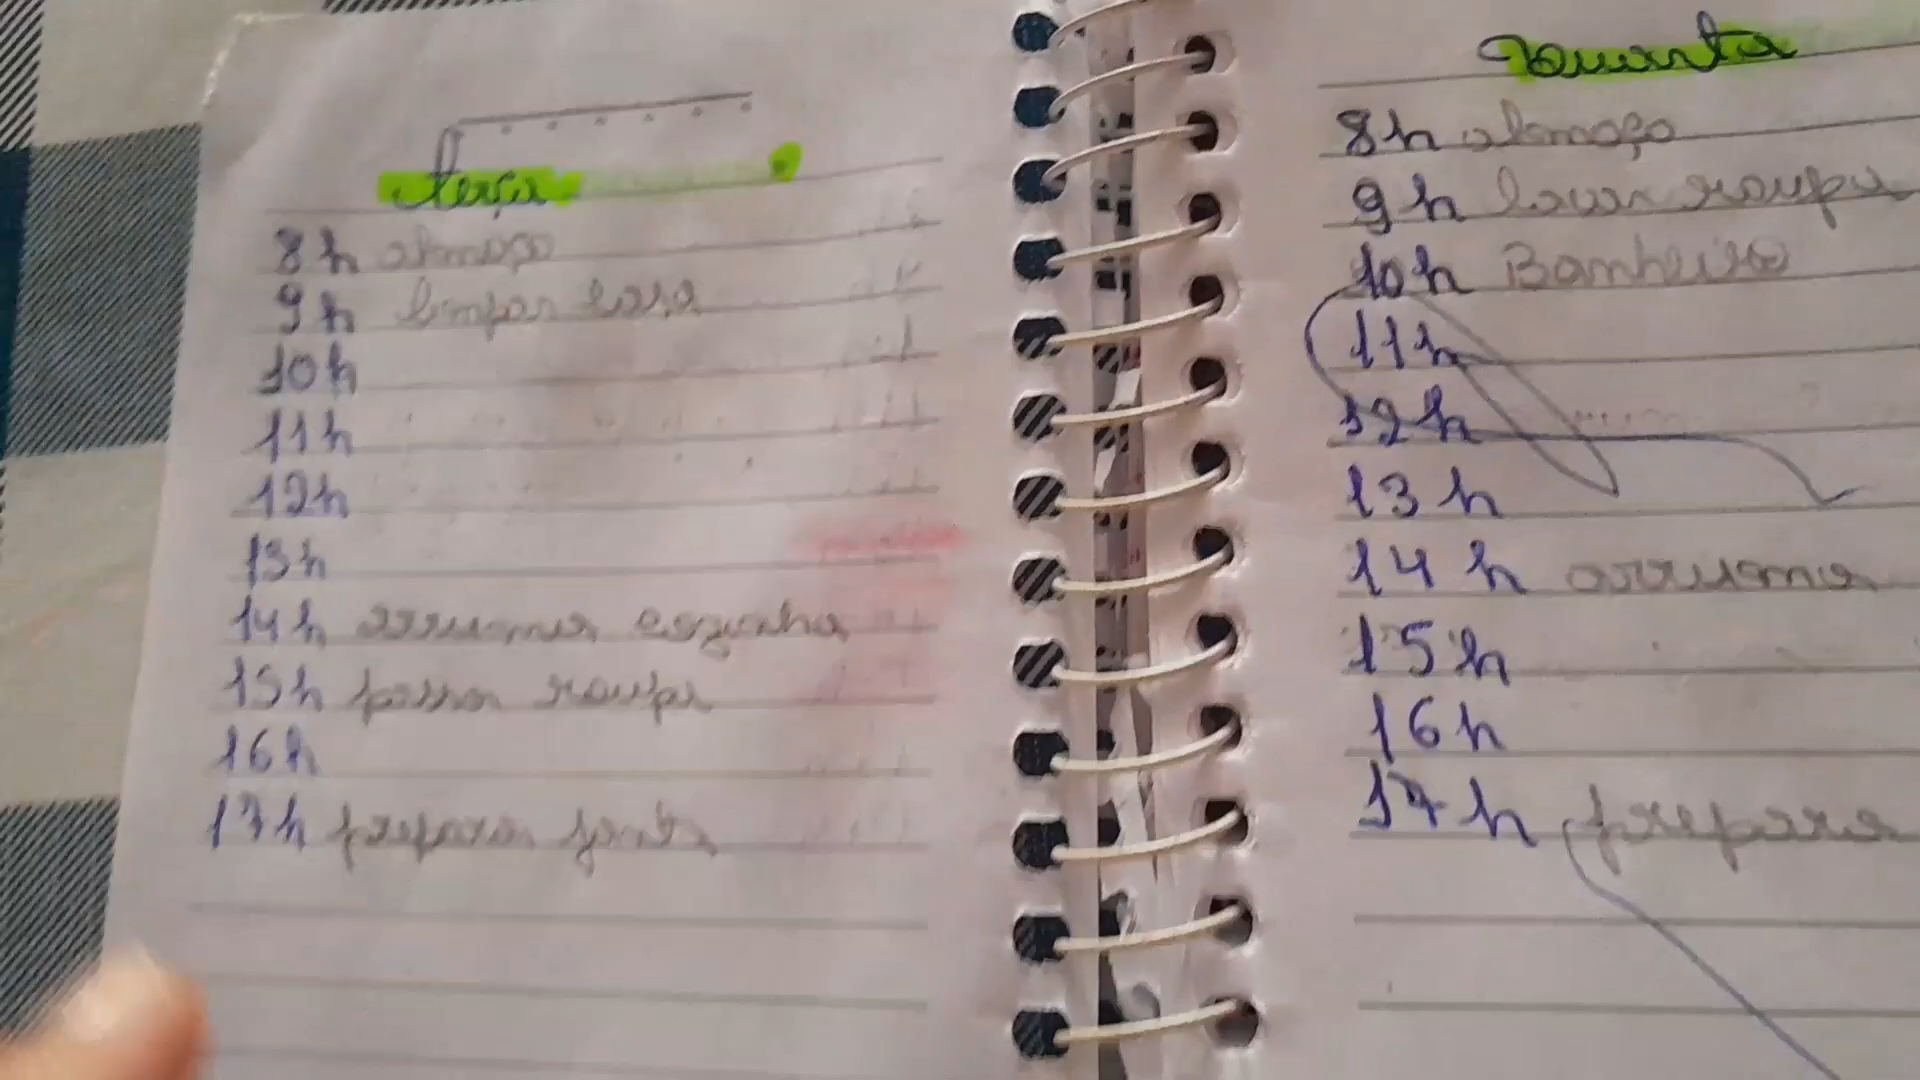 Terça
8h almoço
9h limpar casa
10h
11h
12h
13h
14h arrumar cozinha
15h passar roupa
16h
17h preparar janta
Quarta
8h almoço
9h lavar roupa
10h Banheiro
11h
12h
13h
14h arrumar
15h
16h
17h preparar